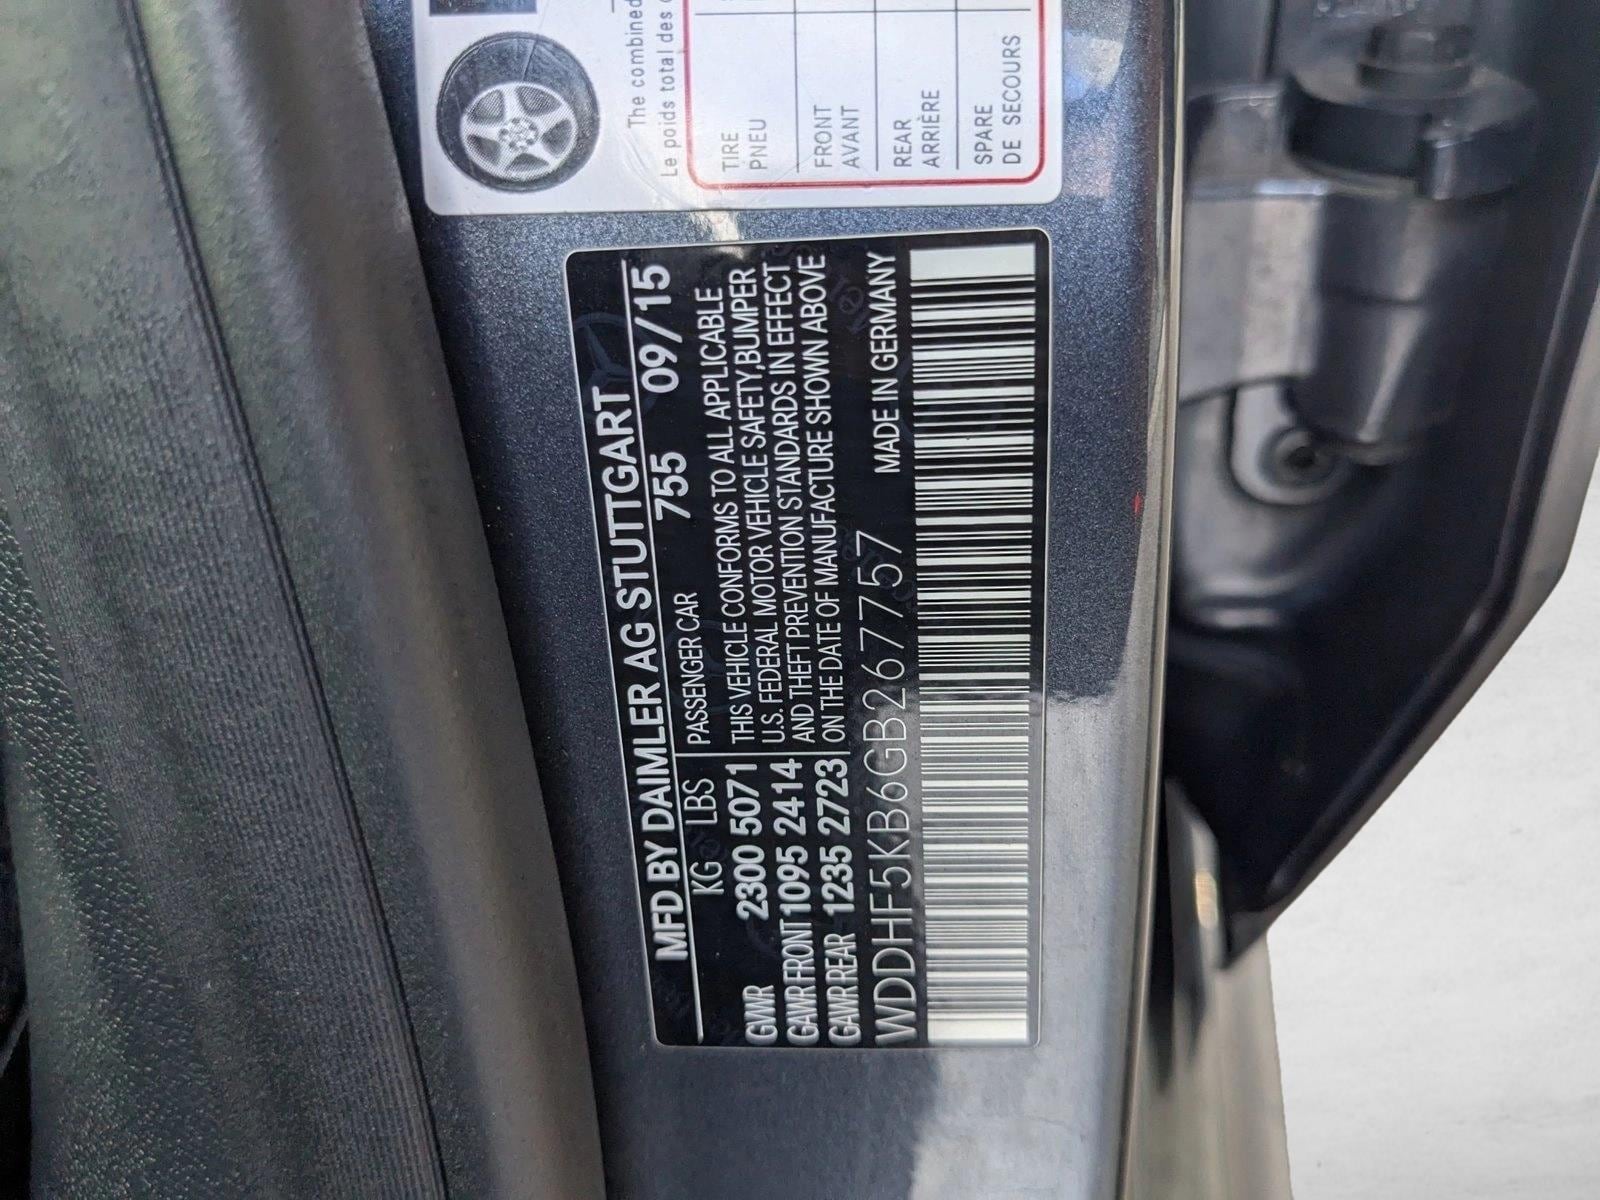 MFD BY DAIMLER AG STUTTGART
KG LBS PASSENGER CAR 755 09/15
GVWR 2300 5071
GAWR FRONT 1095 2414
GAWR REAR 1235 2723
THIS VEHICLE CONFORMS TO ALL APPLICABLE
U.S. FEDERAL MOTOR VEHICLE SAFETY, BUMPER
AND THEFT PREVENTION STANDARDS IN EFFECT
ON THE DATE OF MANUFACTURE SHOWN ABOVE
WDDHF5KB6GB267757 MADE IN GERMANY
The combined
Le poids total des
TIRE
PNEU
FRONT
AVANT
REAR
ARRIÈRE
SPARE
DE SECOURS